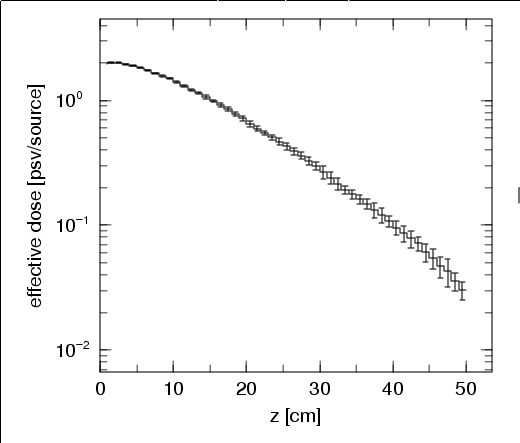 effective dose [psv/source]
10⁰
10⁻¹
10⁻²
0 10 20 30 40 50
z [cm]